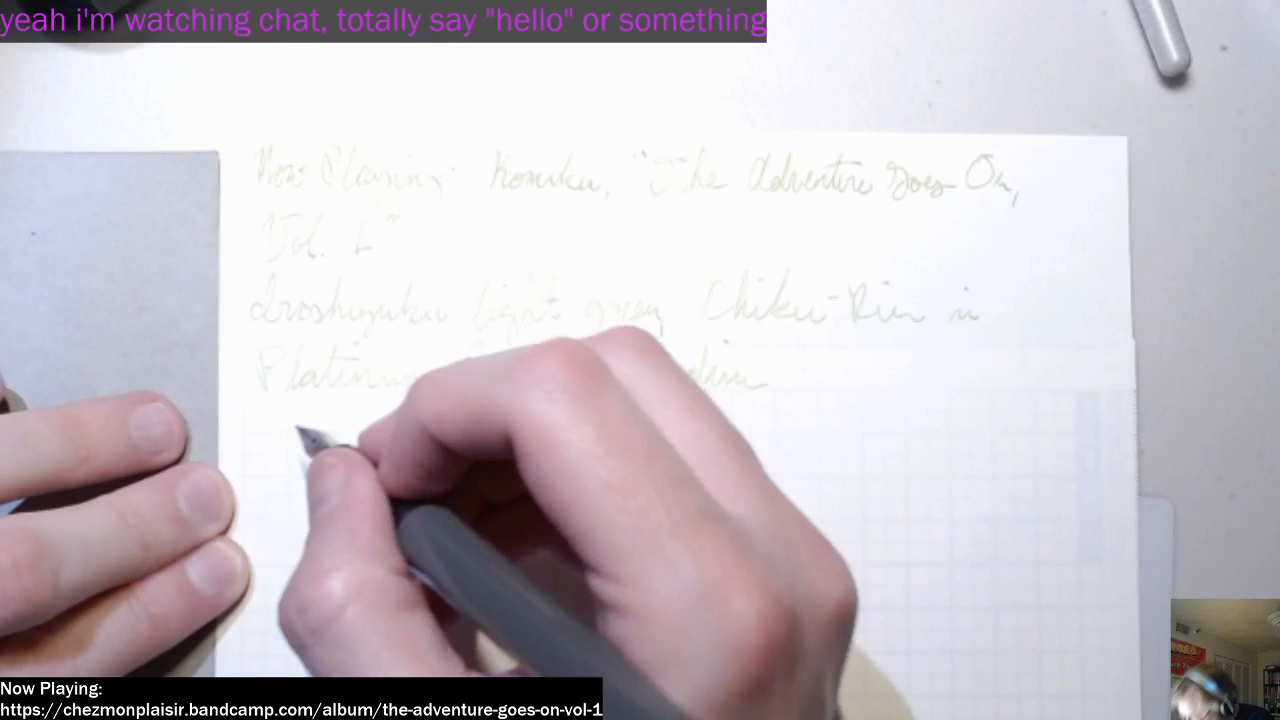 yeah i'm watching chat, totally say "hello" or something
Now Playing: Komiku, "The Adventure Goes On,
Vol. 1"
Iroshizuku light green, Chiku-Rin in
Platinum
Now Playing:
https://chezmonplaisir.bandcamp.com/album/the-adventure-goes-on-vol-1